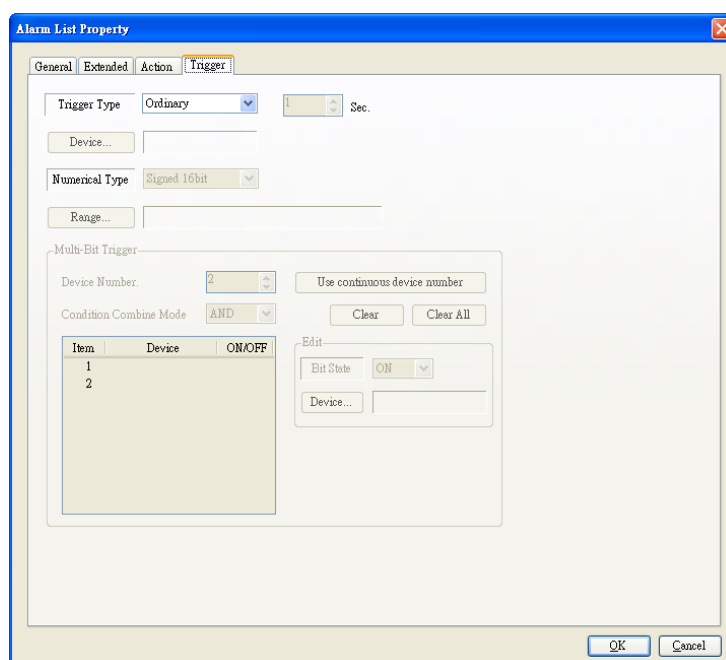 Alarm List Property
General Extended Action Trigger
Trigger Type Ordinary 1 Sec.
Device...
Numerical Type Signed 16bit
Range...
Multi-Bit Trigger
Device Number. 2 Use continuous device number
Condition Combine Mode AND Clear Clear All
Item Device ON/OFF
Edit
1
Bit State ON
2
Device...
OK Cancel